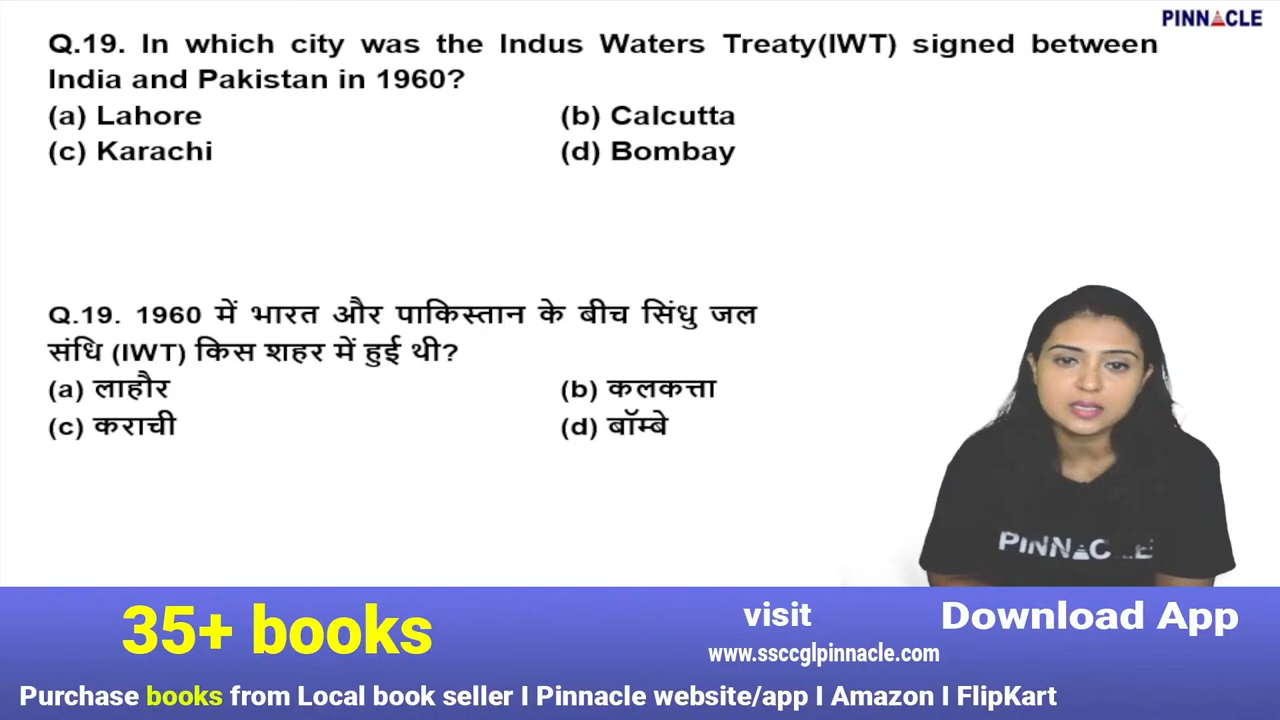 PINNACLE
Q.19. In which city was the Indus Waters Treaty(IWT) signed between
India and Pakistan in 1960?
(a) Lahore (b) Calcutta
(c) Karachi (d) Bombay
Q.19. 1960 में भारत और पाकिस्तान के बीच सिंधु जल
संधि (IWT) किस शहर में हुई थी?
(a) लाहौर (b) कलकत्ता
(c) कराची (d) बॉम्बे
PINNACLE
35+ books
visit
www.ssccglpinnacle.com
Download App
Purchase books from Local book seller I Pinnacle website/app I Amazon I FlipKart